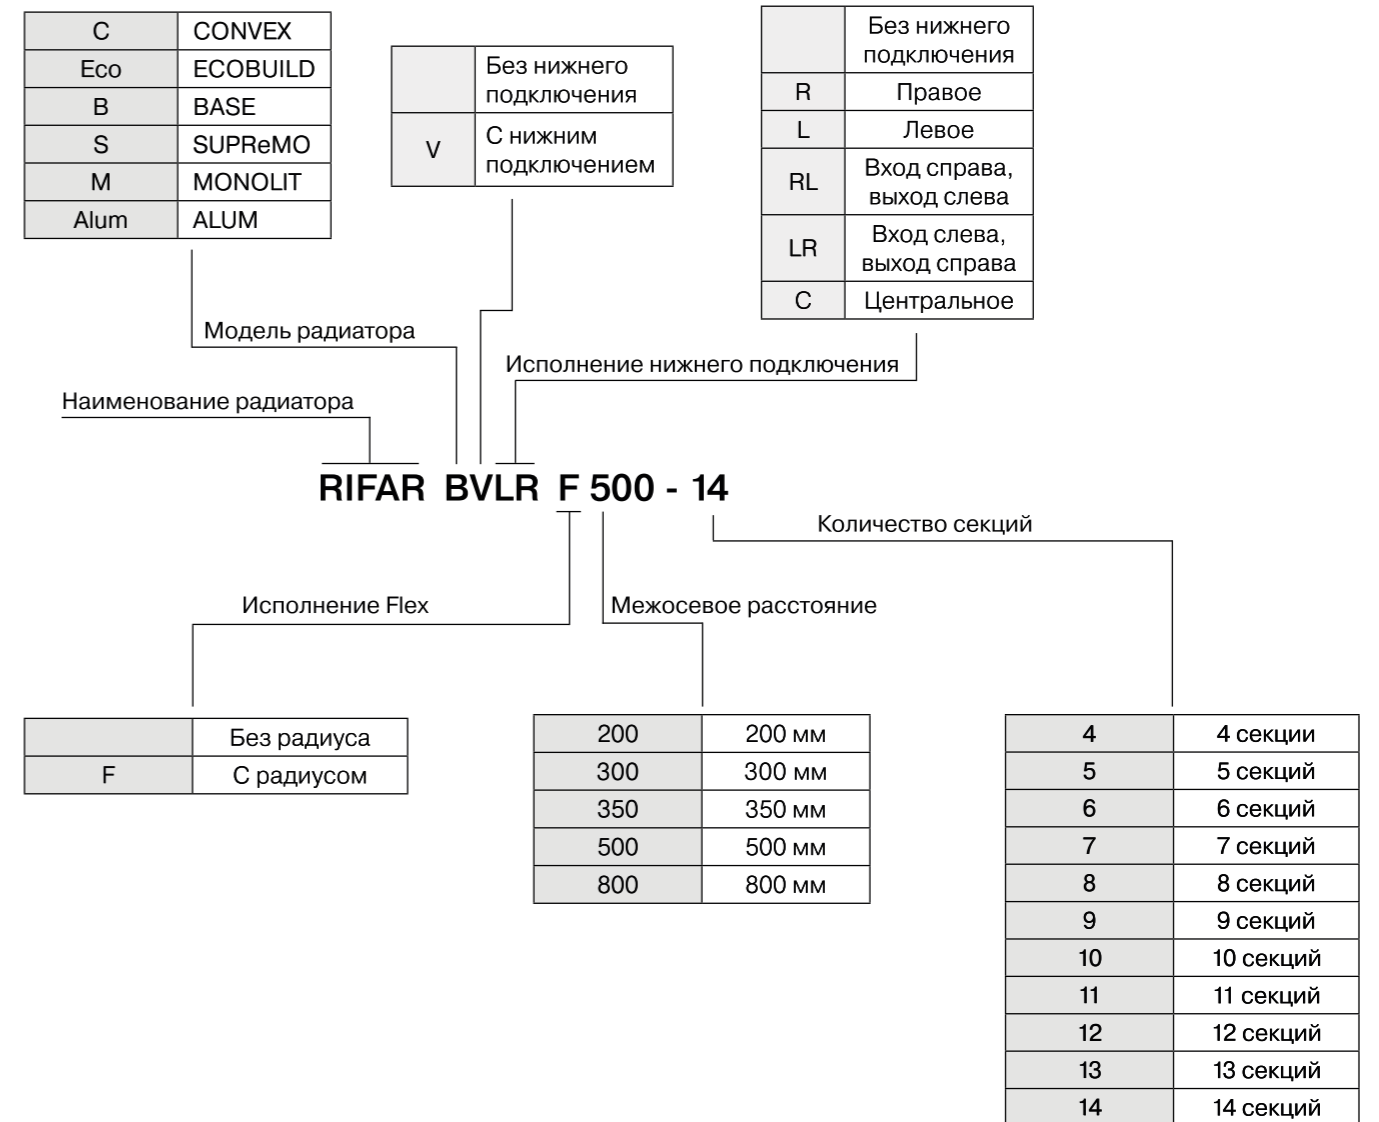 C CONVEX
Eco ECOBUILD
B BASE
S SUPReMO
M MONOLIT
Alum ALUM
Без нижнего
подключения
V С нижним
подключением
Без нижнего
подключения
R Правое
L Левое
RL Вход справа,
выход слева
LR Вход слева,
выход справа
C Центральное
Модель радиатора
Исполнение нижнего подключения
Наименование радиатора
RIFAR BVLR F 500 - 14
Количество секций
Исполнение Flex
Межосевое расстояние
Без радиуса
F С радиусом
200 200 мм
300 300 мм
350 350 мм
500 500 мм
800 800 мм
4 4 секции
5 5 секций
6 6 секций
7 7 секций
8 8 секций
9 9 секций
10 10 секций
11 11 секций
12 12 секций
13 13 секций
14 14 секций